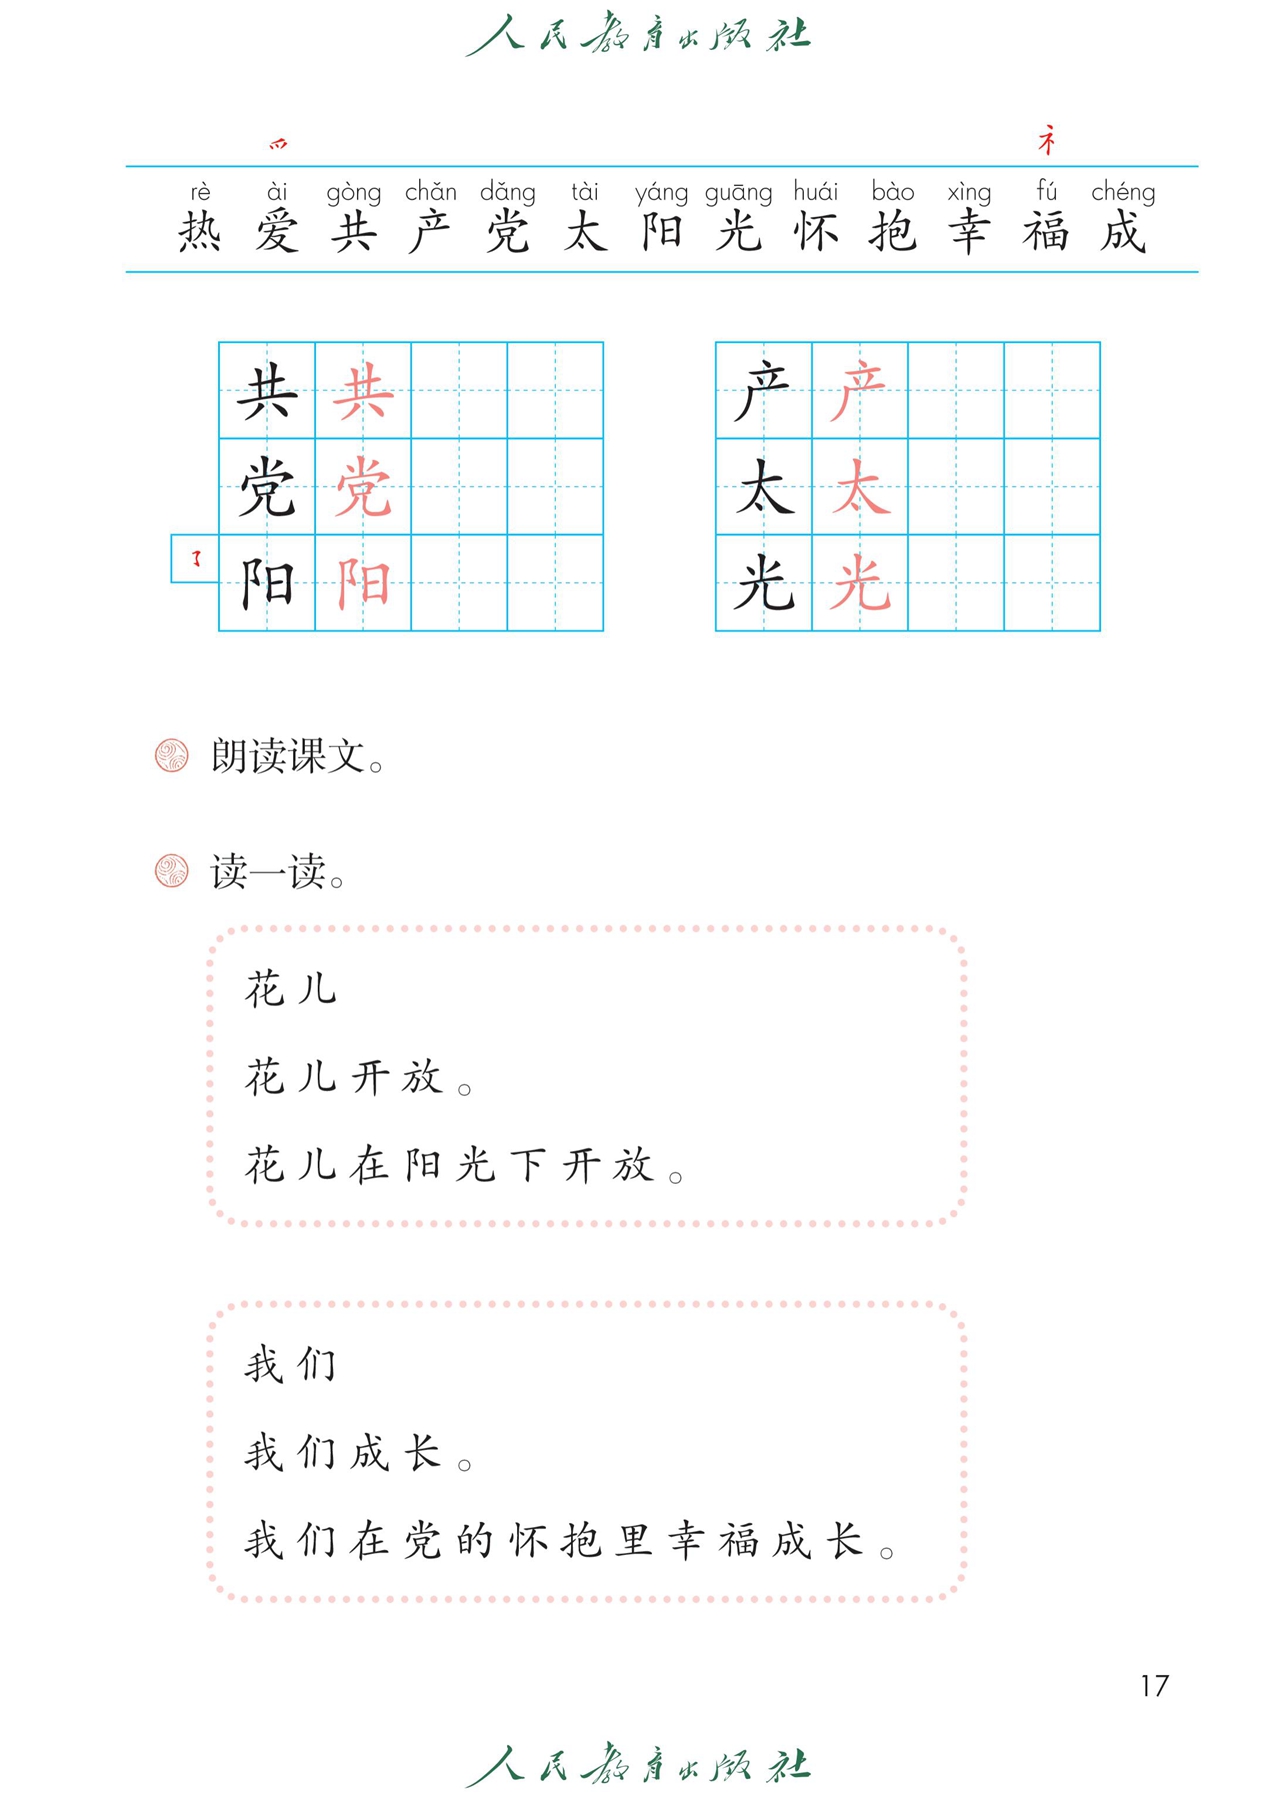 人民教育出版社
爫 礻
rè ài gòng chǎn dǎng tài yáng guāng huái bào xìng fú chéng
热 爱 共 产 党 太 阳 光 怀 抱 幸 福 成
共 共 产 产
党 党 太 太
㇌ 阳 阳 光 光
朗读课文。
读一读。
花儿
花儿开放。
花儿在阳光下开放。
我们
我们成长。
我们在党的怀抱里幸福成长。
17
人民教育出版社